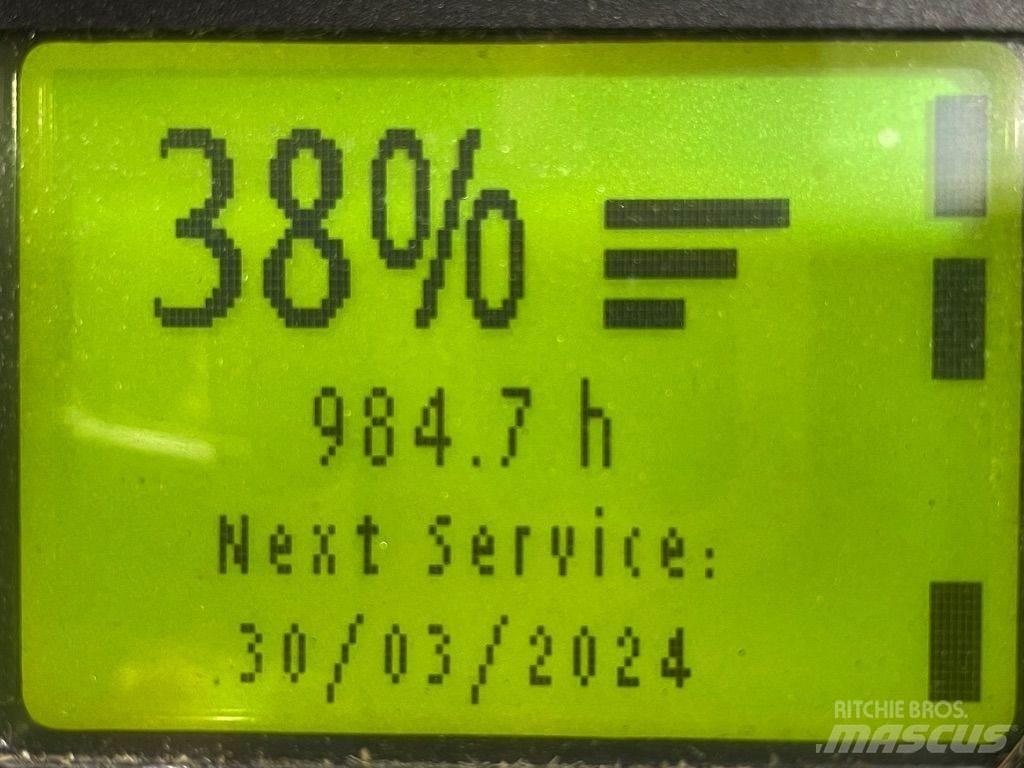 38%
984.7 h
Next Service:
30/03/2024
RITCHIE BROS.
MASCUS